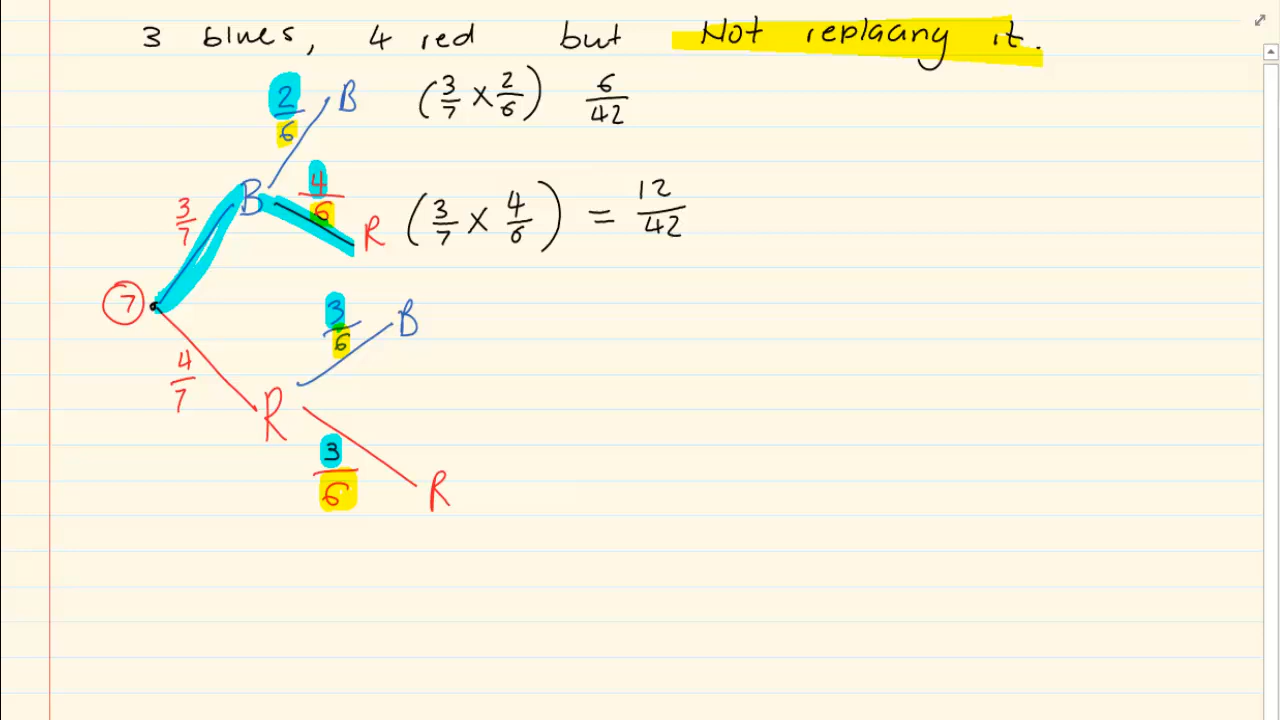 3 blues, 4 red but Not replacing it.
2/6 B (3/7 × 2/6) 6/42
3/7 B 4/6 R (3/7 × 4/6) = 12/42
7
3/6 B
4/7 R
3/6 R